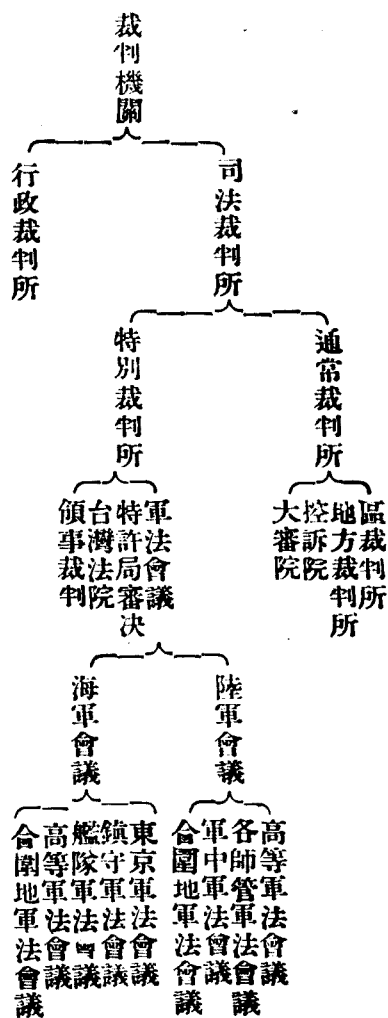 裁判機關
司法裁判所
行政裁判所
通常裁判所
特別裁判所
區裁判所
地方裁判所
控訴院
大審院
軍法會議
特許局審決
台灣法院
領事裁判
陸軍會議
海軍會議
高等軍法會議
各師管軍法會議
軍中軍法會議
合圍地軍法會議
東京軍法會議
鎮守軍法會議
艦隊軍法會議
高等軍法會議
合圍地軍法會議